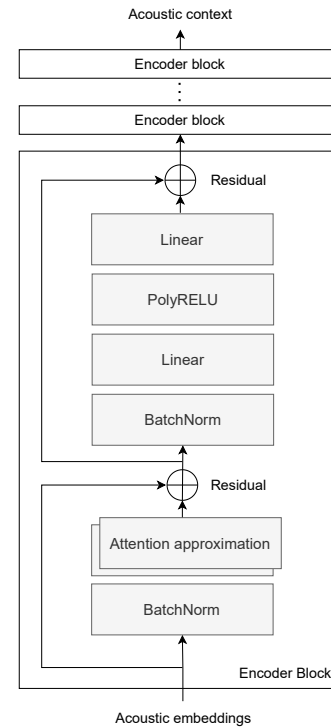 Acoustic context
Encoder block
Encoder block
Residual
Linear
PolyRELU
Linear
BatchNorm
Residual
Attention approximation
BatchNorm
Encoder Block
Acoustic embeddings